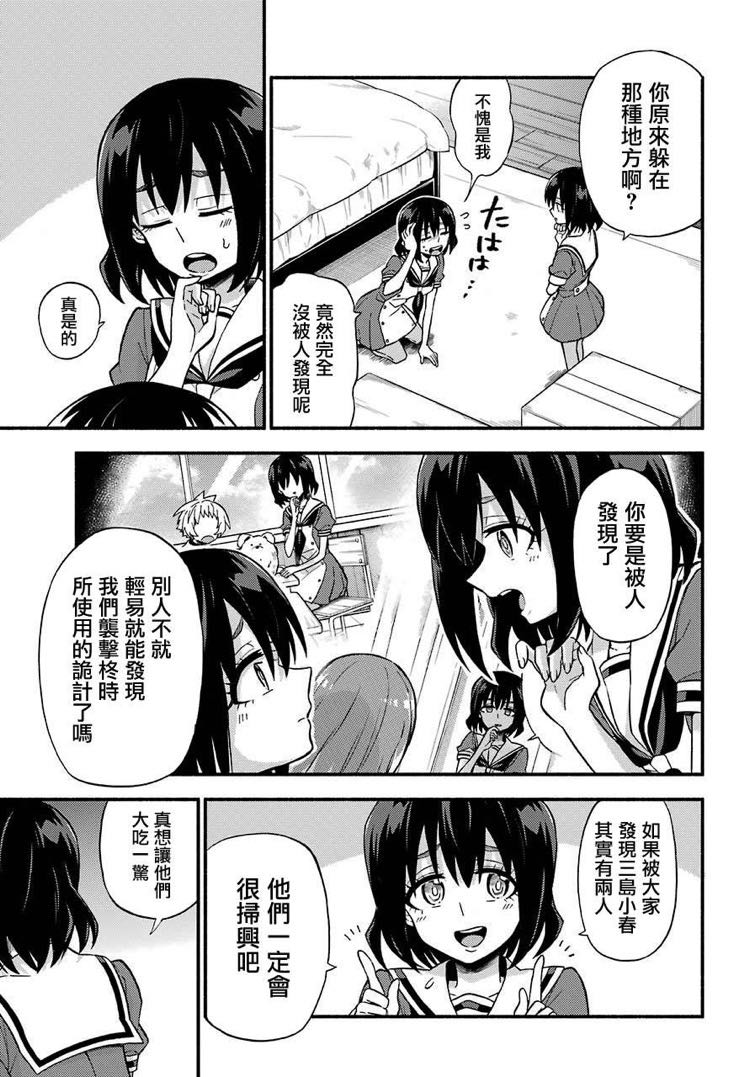 你原來躲在
那種地方啊？
不愧是我
たはは…
竟然完全
沒被人發現呢
真是的
你要是被人
發現了
別人不就
輕易就能發現
我們襲擊柊時
所使用的詭計了嗎
如果被大家
發現三島小春
其實有兩人
他們一定會
很掃興吧
真想讓他們
大吃一驚